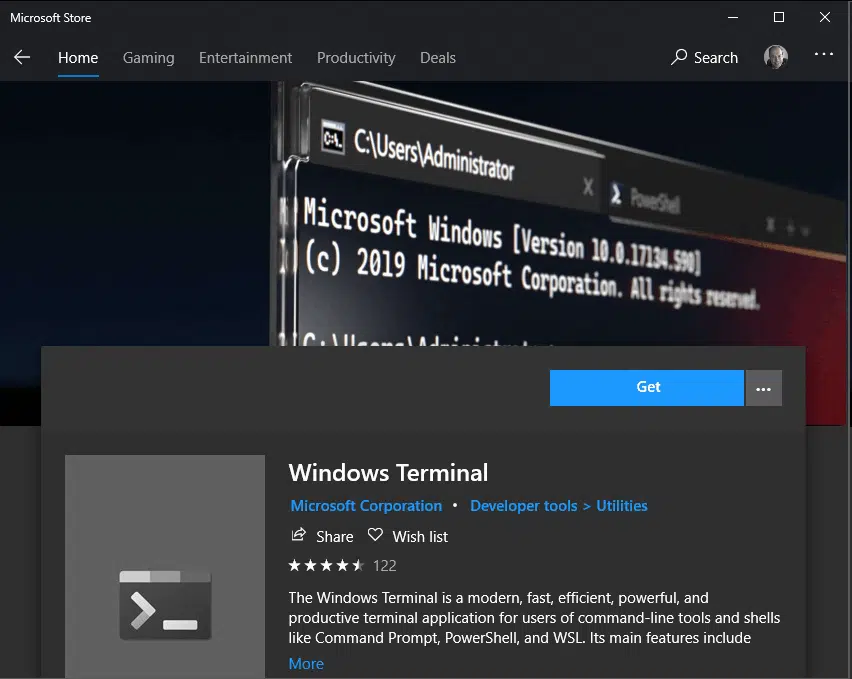 Microsoft Store
Home Gaming Entertainment Productivity Deals Search
C:\Users\Administrator
PowerShell
Microsoft Windows [Version 10.0.17134.590]
(c) 2019 Microsoft Corporation. All rights reserved.
C:\Users\Administrator
Get
Windows Terminal
Microsoft Corporation • Developer tools > Utilities
Share Wish list
122
The Windows Terminal is a modern, fast, efficient, powerful, and
productive terminal application for users of command-line tools and shells
like Command Prompt, PowerShell, and WSL. Its main features include
More